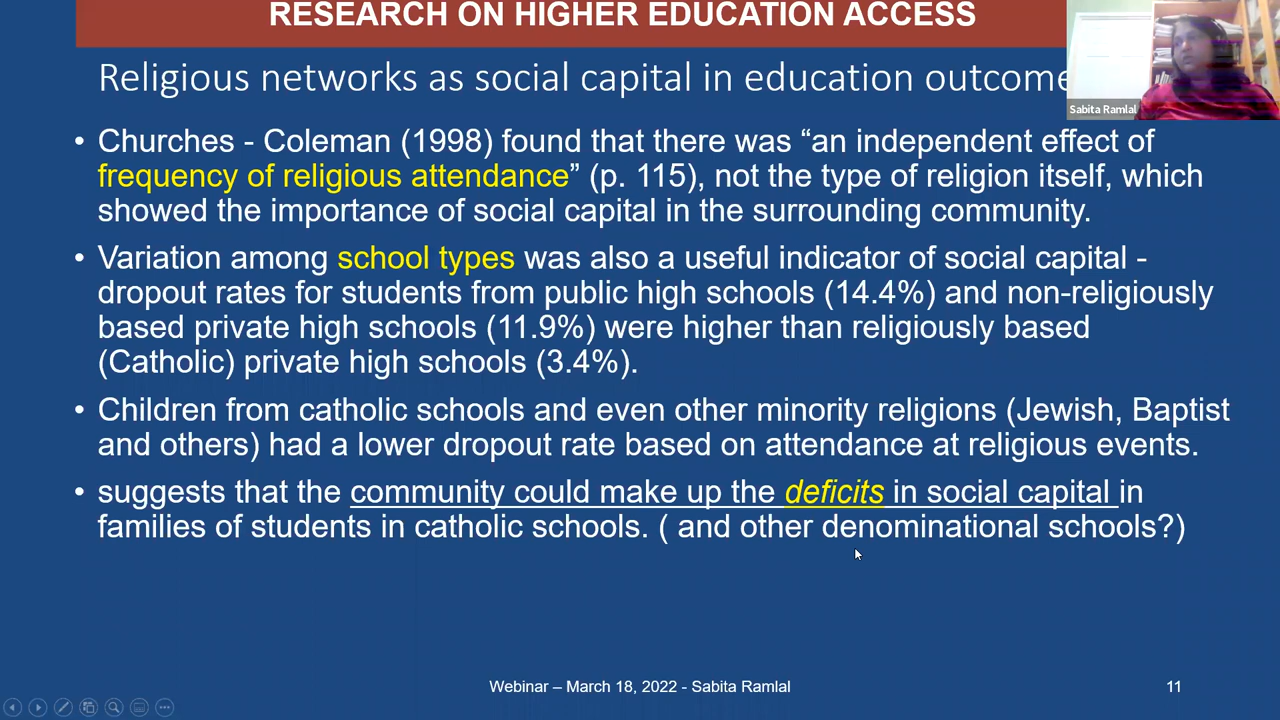 RESEARCH ON HIGHER EDUCATION ACCESS
Religious networks as social capital in education outcome
Sabita Ramlal
• Churches - Coleman (1998) found that there was “an independent effect of
frequency of religious attendance” (p. 115), not the type of religion itself, which
showed the importance of social capital in the surrounding community.
• Variation among school types was also a useful indicator of social capital -
dropout rates for students from public high schools (14.4%) and non-religiously
based private high schools (11.9%) were higher than religiously based
(Catholic) private high schools (3.4%).
• Children from catholic schools and even other minority religions (Jewish, Baptist
and others) had a lower dropout rate based on attendance at religious events.
• suggests that the community could make up the deficits in social capital in
families of students in catholic schools. ( and other denominational schools?)
Webinar – March 18, 2022 - Sabita Ramlal
11